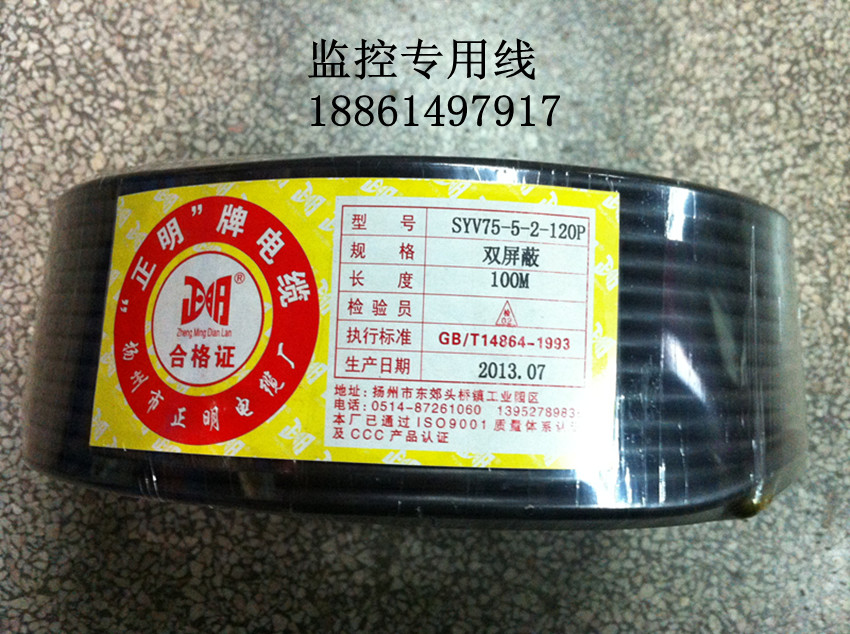 监控专用线
18861497917
“正明”牌电缆
正明®
Zheng Ming Dian Lan
合格证
扬州市正明电缆厂
型号 SYV75-5-2-120P
规格 双屏蔽
长度 100M
检验员 检 02
执行标准 GB/T14864-1993
生产日期 2013.07
地址:扬州市东郊头桥镇工业园区
电话:0514-87261060 1395278983
本厂已通过ISO9001质量体系认
及CCC产品认证